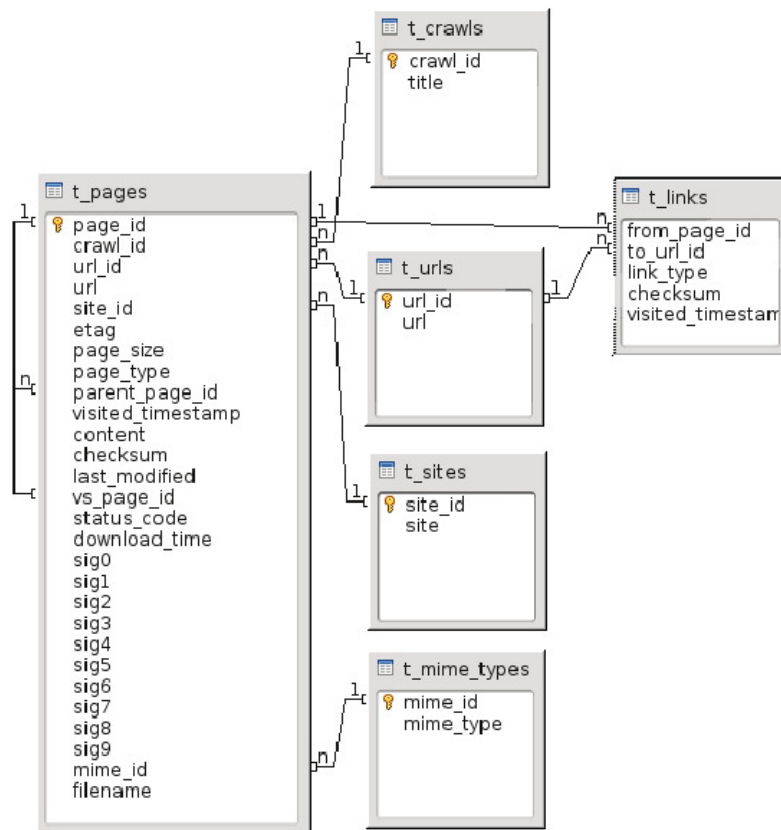 t_crawls
crawl_id
title
t_pages
page_id
crawl_id
url_id
url
site_id
etag
page_size
page_type
parent_page_id
visited_timestamp
content
checksum
last_modified
vs_page_id
status_code
download_time
sig0
sig1
sig2
sig3
sig4
sig5
sig6
sig7
sig8
sig9
mime_id
filename
t_links
from_page_id
to_url_id
link_type
checksum
visited_timestam
t_urls
url_id
url
t_sites
site_id
site
t_mime_types
mime_id
mime_type
1
1
n
1
n
n
n
1
n
n
1
1
1
1
n